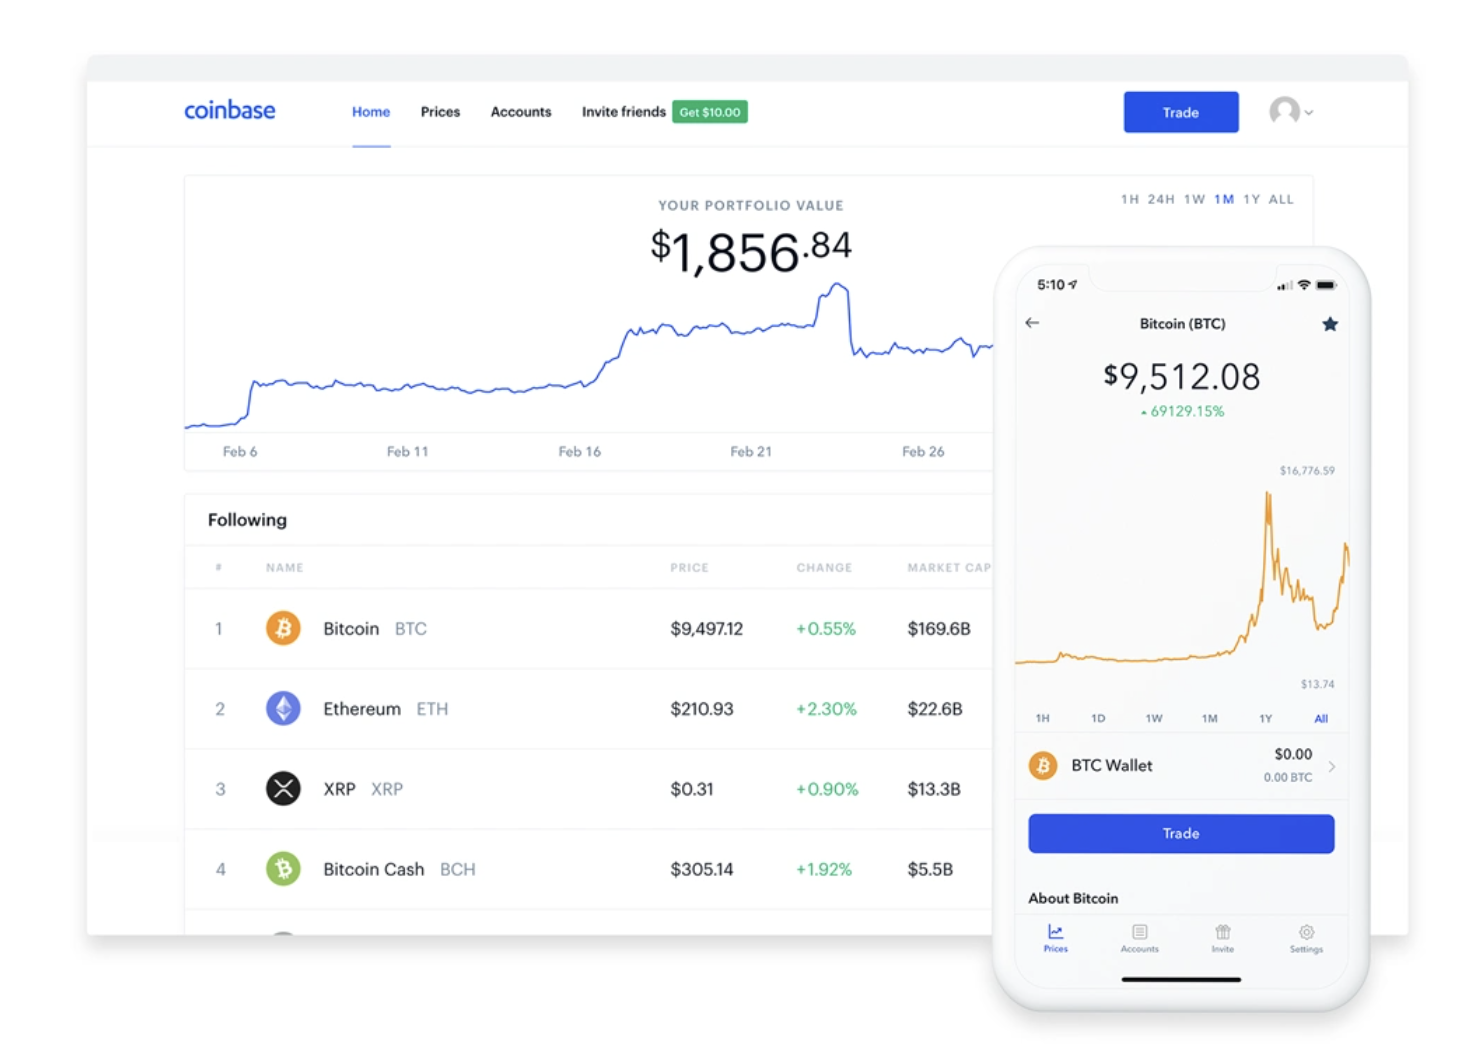 coinbase Home Prices Accounts Invite friends Get $10.00 Trade
YOUR PORTFOLIO VALUE
1H 24H 1W 1M 1Y ALL
$1,856.84
Feb 6 Feb 11 Feb 16 Feb 21 Feb 26
Following
# NAME PRICE CHANGE MARKET CAP
1 Bitcoin BTC $9,497.12 +0.55% $169.6B
2 Ethereum ETH $210.93 +2.30% $22.6B
3 XRP XRP $0.31 +0.90% $13.3B
4 Bitcoin Cash BCH $305.14 +1.92% $5.5B
5:10
Bitcoin (BTC)
$9,512.08
69129.15%
$16,776.59
$13.74
1H 1D 1W 1M 1Y All
BTC Wallet $0.00
0.00 BTC
Trade
About Bitcoin
Prices Accounts Invite Settings